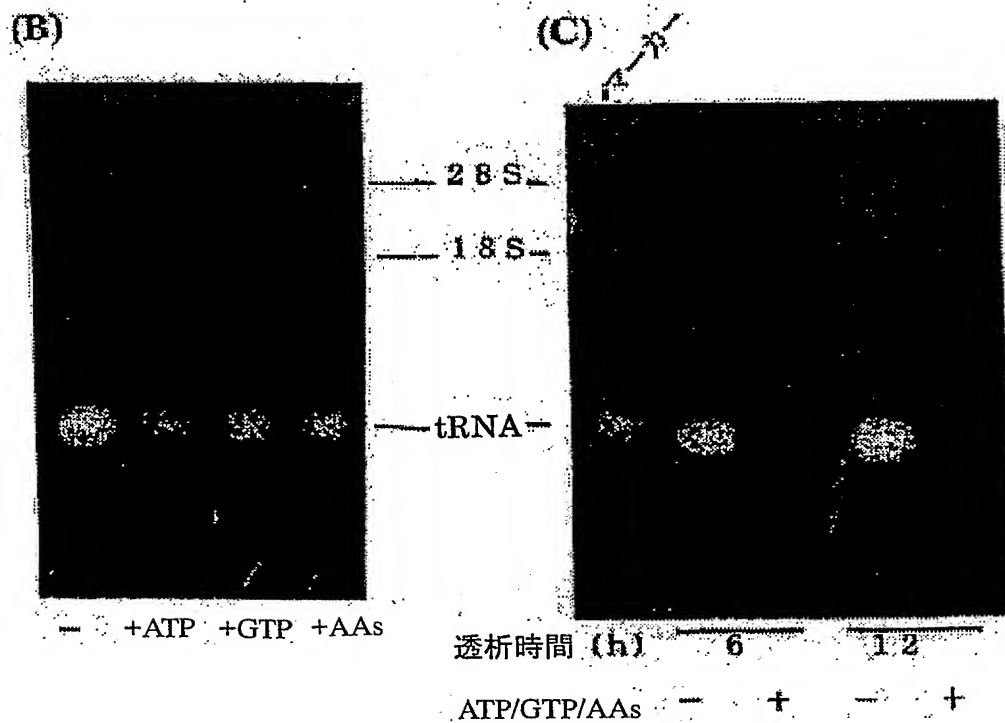 (B)
(C)
28S
18S
tRNA
- +ATP +GTP +AAs
透析時間 (h) 6 12
ATP/GTP/AAs - + - +